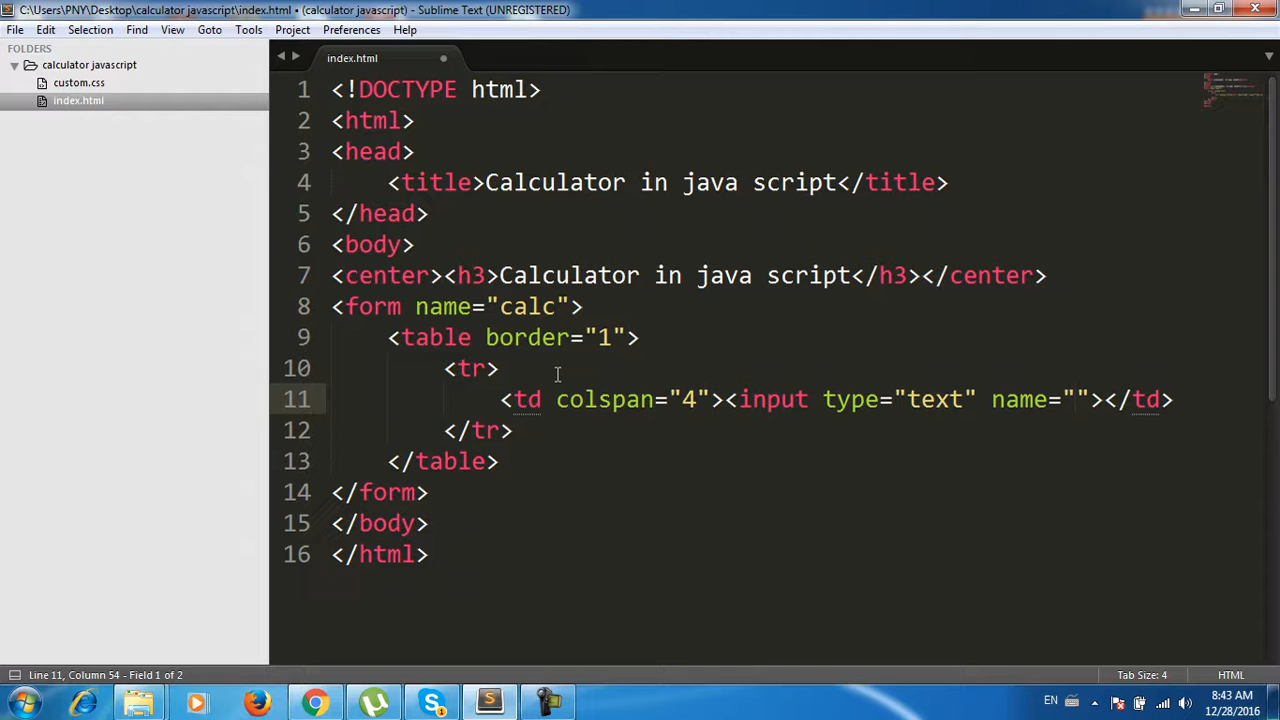 C:\Users\PNY\Desktop\calculator javascript\index.html • (calculator javascript) - Sublime Text (UNREGISTERED)
File Edit Selection Find View Goto Tools Project Preferences Help
FOLDERS
calculator javascript
custom.css
index.html
index.html
1 <!DOCTYPE html>
2 <html>
3 <head>
4 <title>Calculator in java script</title>
5 </head>
6 <body>
7 <center><h3>Calculator in java script</h3></center>
8 <form name="calc">
9 <table border="1">
10 <tr>
11 <td colspan="4"><input type="text" name=""></td>
12 </tr>
13 </table>
14 </form>
15 </body>
16 </html>
Line 11, Column 54 - Field 1 of 2
Tab Size: 4
HTML
EN
8:43 AM
12/28/2016